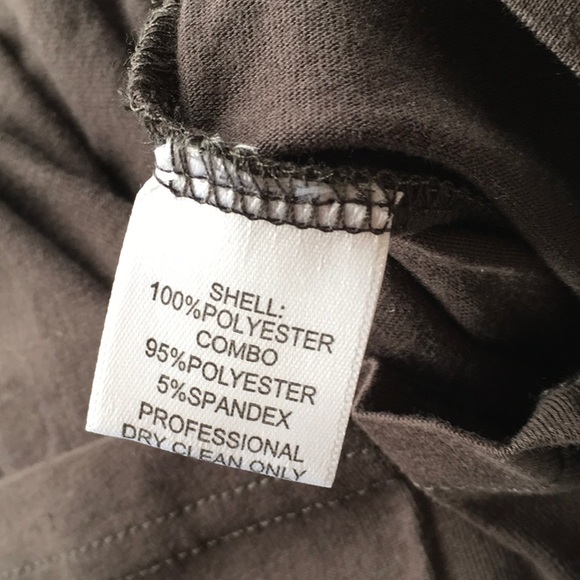 SHELL:
100%POLYESTER
COMBO
95%POLYESTER
5%SPANDEX
PROFESSIONAL
DRY CLEAN ONLY